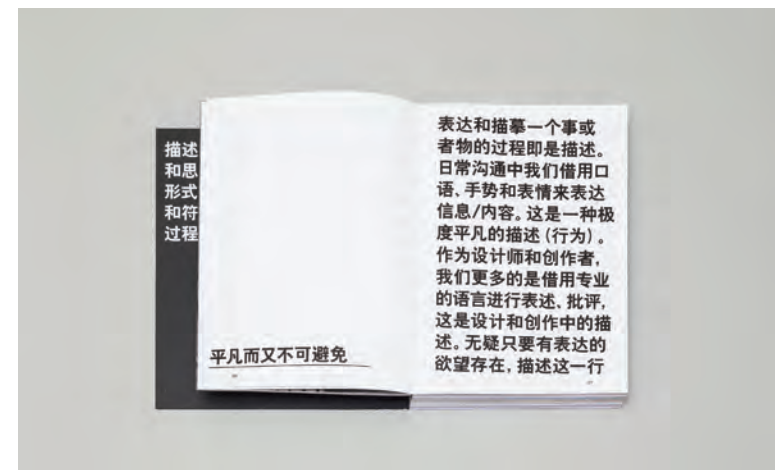 描述
和思
形式
和符
过程
平凡而又不可避免
表达和描摹一个事或
者物的过程即是描述。
日常沟通中我们借用口
语、手势和表情来表达
信息/内容。这是一种极
度平凡的描述(行为)。
作为设计师和创作者,
我们更多的是借用专业
的语言进行表述、批评,
这是设计和创作中的描
述。无疑只要有表达的
欲望存在,描述这一行